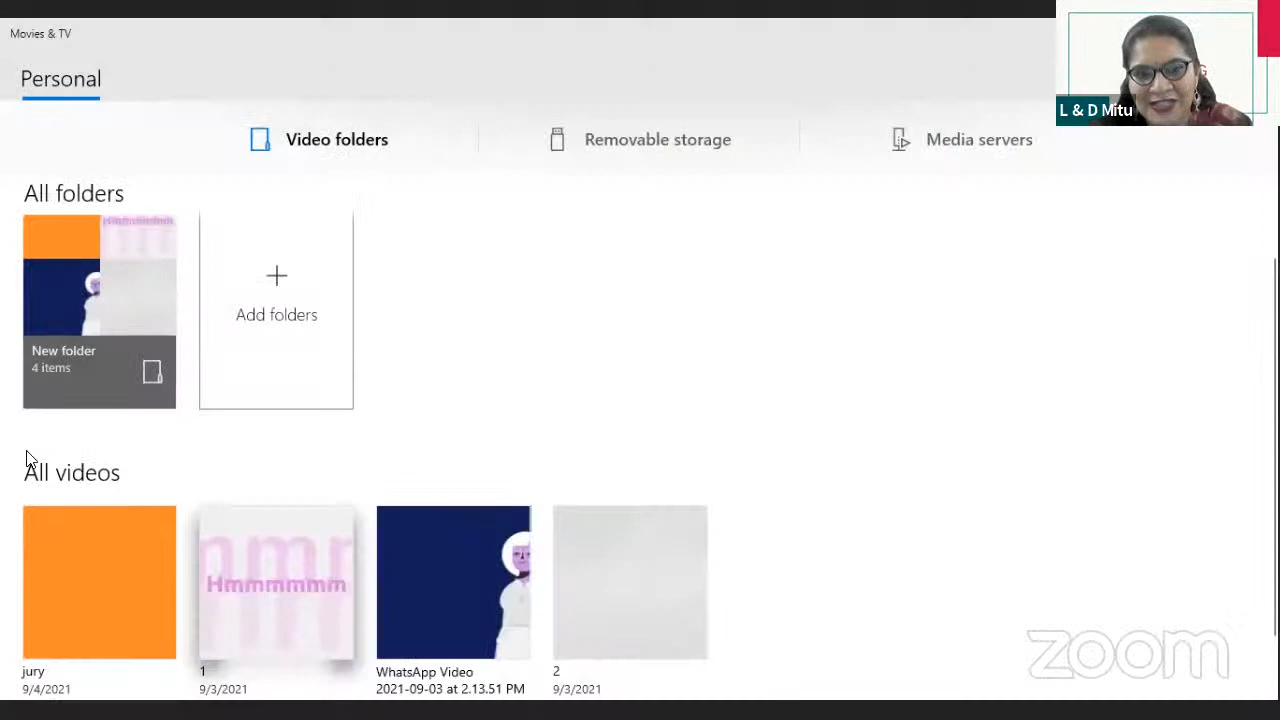 Movies & TV
Personal
L & D Mitu
Video folders
Removable storage
Media servers
All folders
Hmmmmmmm
New folder
4 items
Add folders
All videos
Hmmmmmmm
jury
9/4/2021
1
9/3/2021
WhatsApp Video
2021-09-03 at 2.13.51 PM
2
9/3/2021
zoom